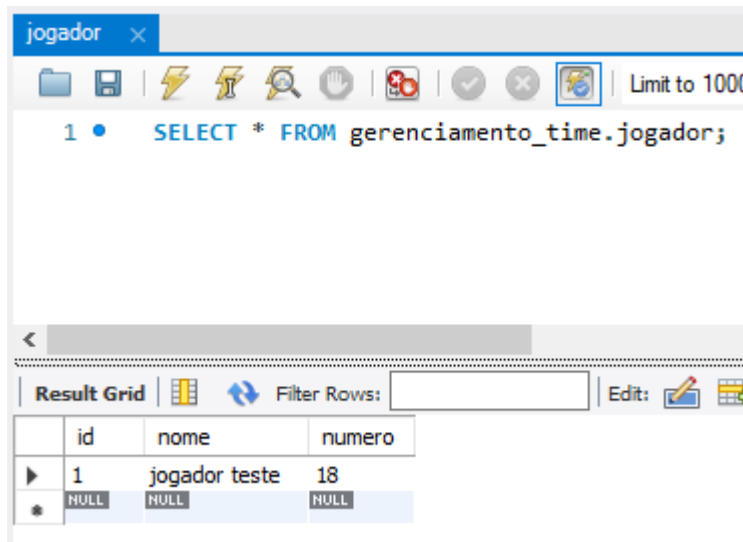 jogador
Limit to 1000
1 SELECT * FROM gerenciamento_time.jogador;
Result Grid Filter Rows: Edit:
id nome numero
1 jogador teste 18
NULL NULL NULL